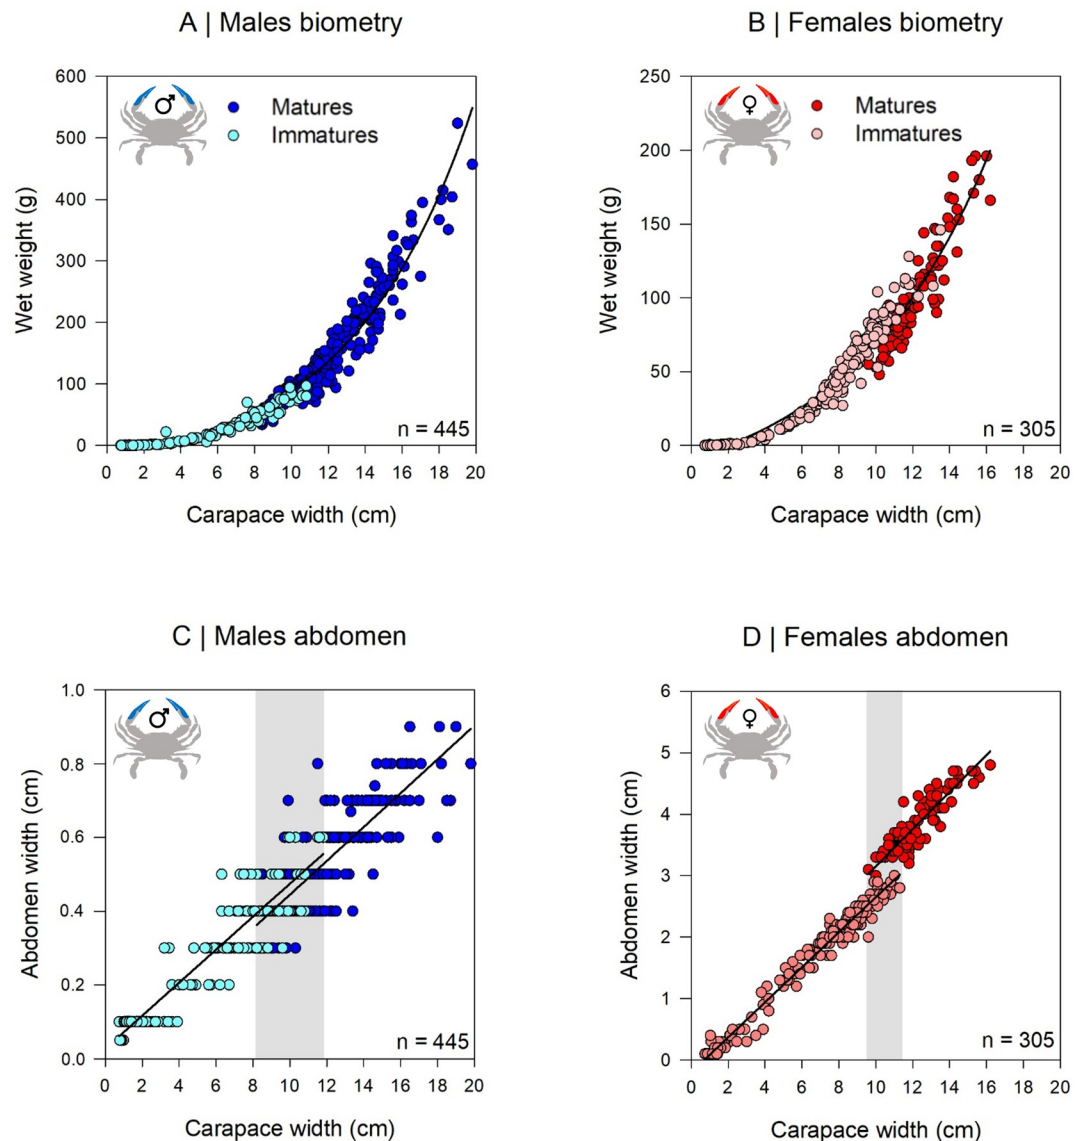 A | Males biometry
B | Females biometry
600
500
400
300
200
100
0
Wet weight (g)
♂
Matures
Immatures
n = 445
0 2 4 6 8 10 12 14 16 18 20
Carapace width (cm)
250
200
150
100
50
0
Wet weight (g)
♀
Matures
Immatures
n = 305
0 2 4 6 8 10 12 14 16 18 20
Carapace width (cm)
C | Males abdomen
D | Females abdomen
1.0
0.8
0.6
0.4
0.2
0.0
Abdomen width (cm)
♂
n = 445
0 2 4 6 8 10 12 14 16 18 20
Carapace width (cm)
6
5
4
3
2
1
0
Abdomen width (cm)
♀
n = 305
0 2 4 6 8 10 12 14 16 18 20
Carapace width (cm)